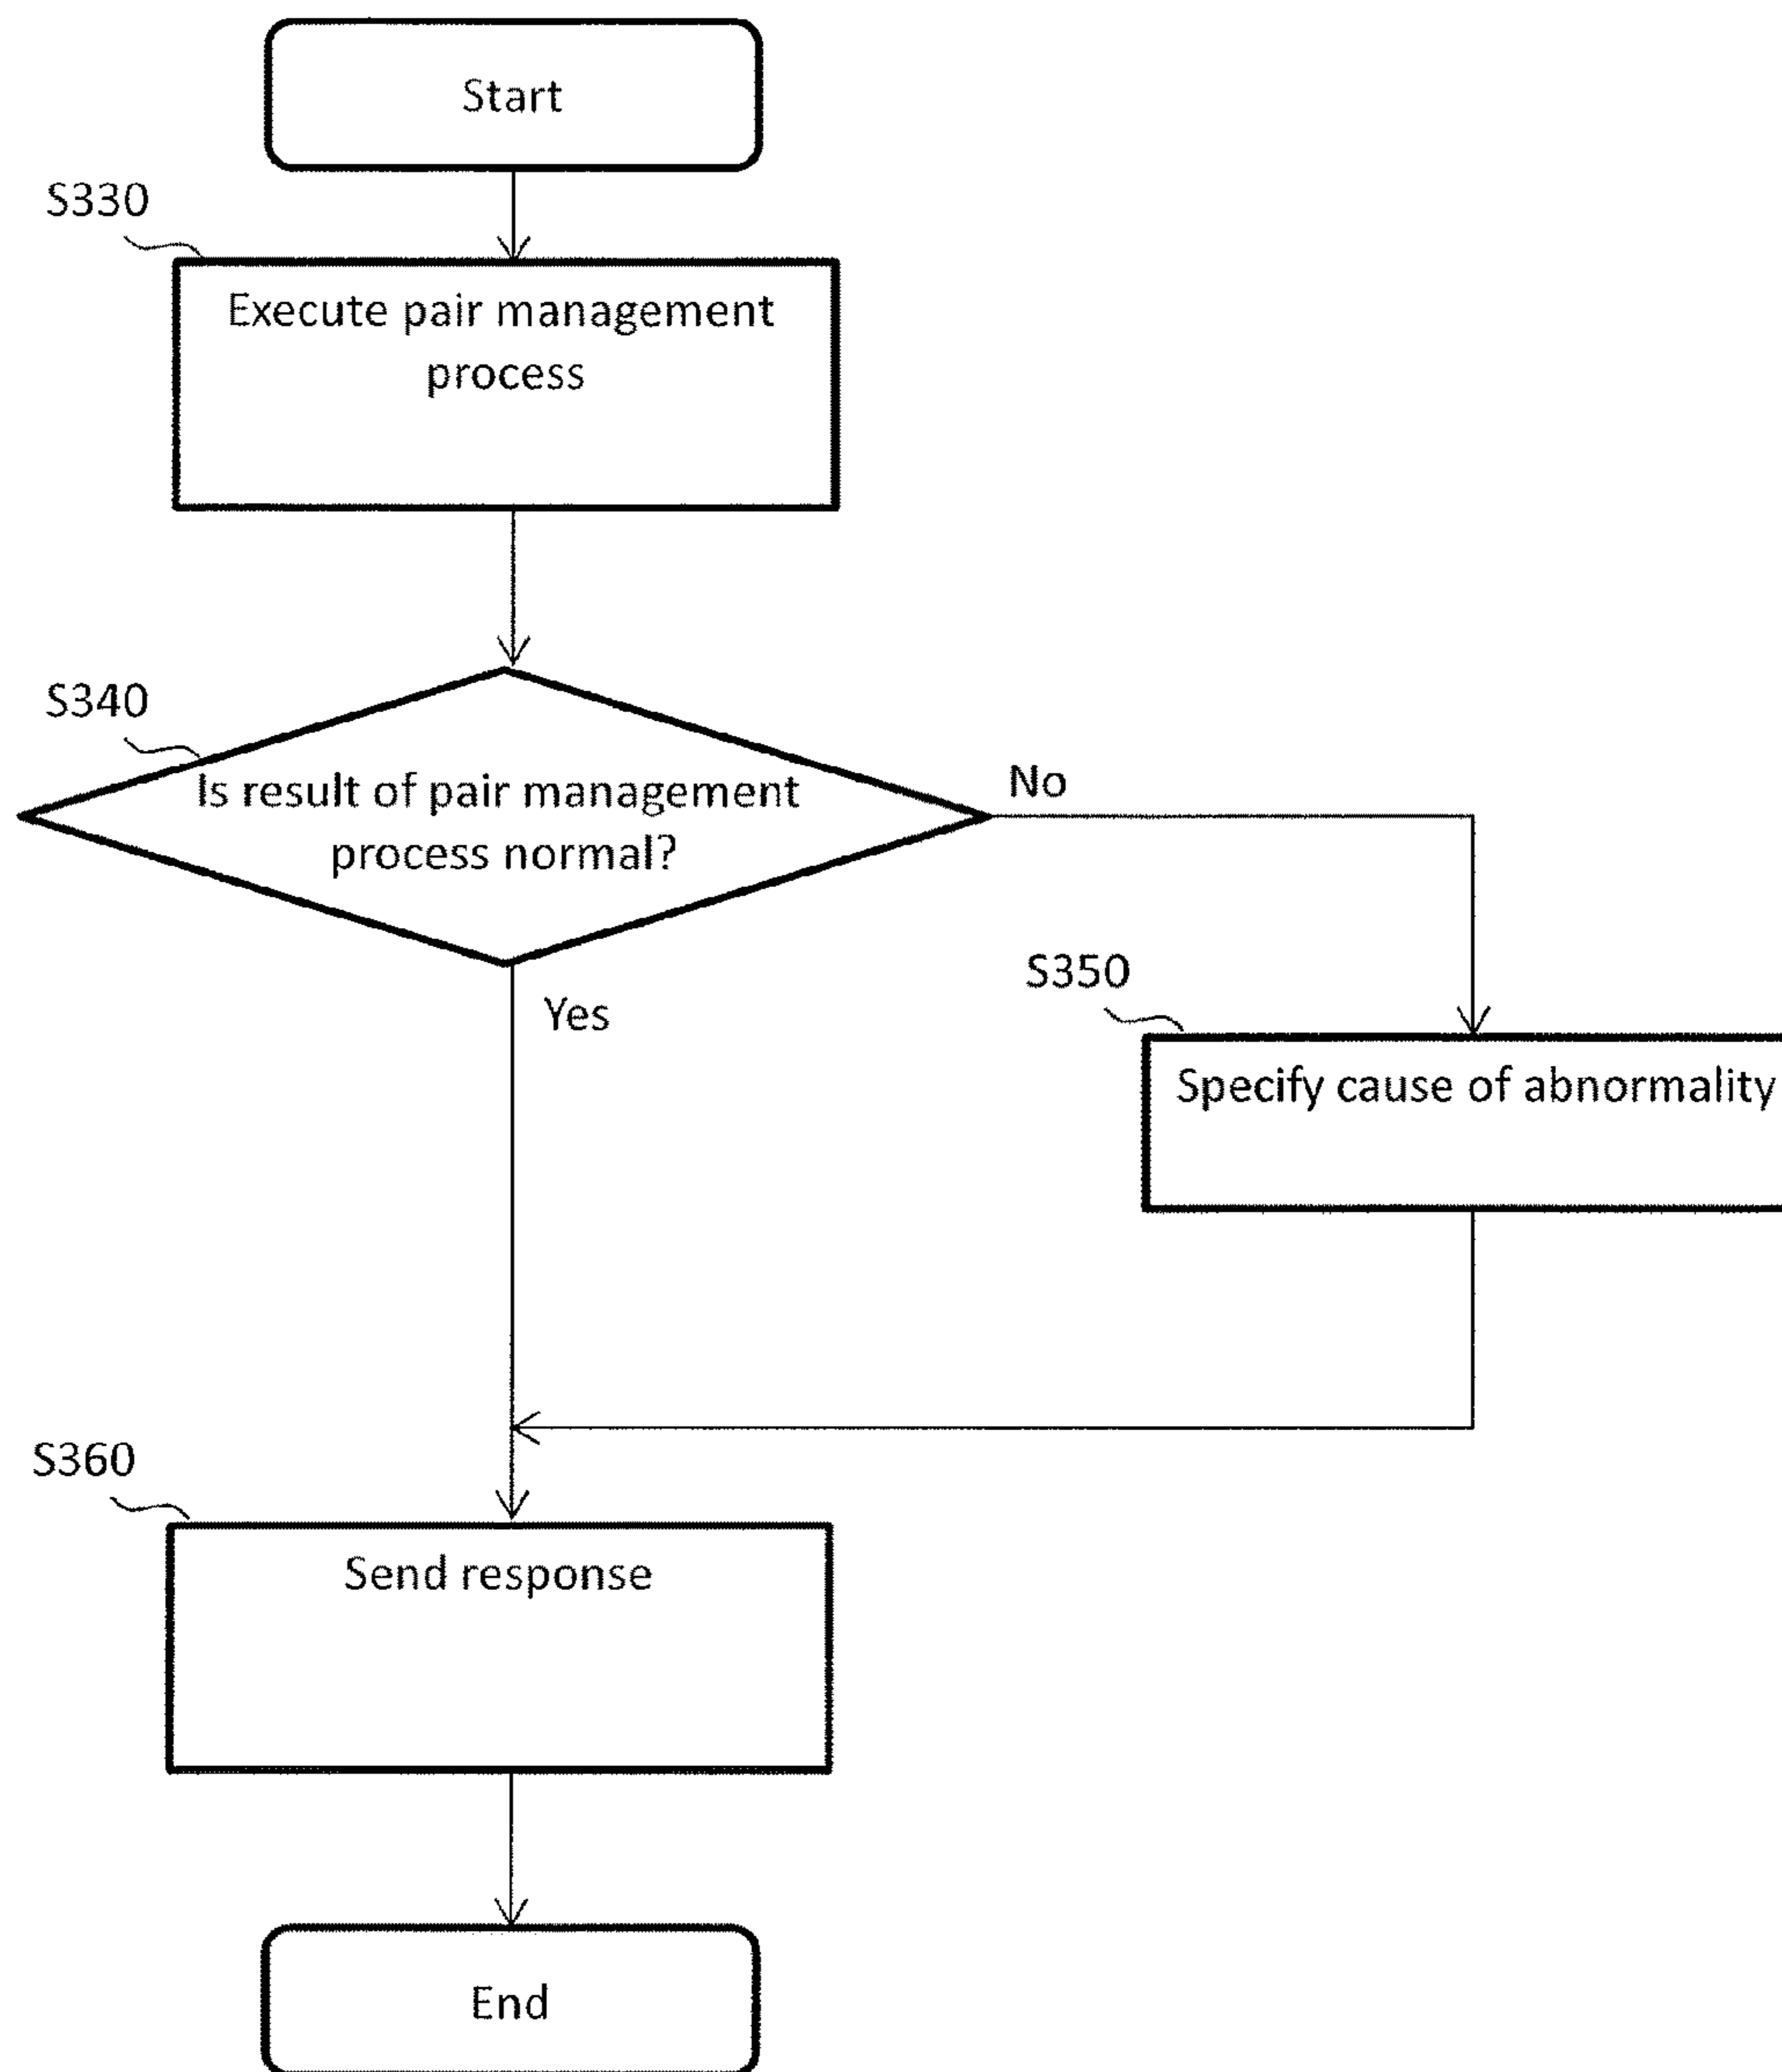 Start
S330
Execute pair management
process
S340
Is result of pair management
process normal?
No
Yes
S350
Specify cause of abnormality
S360
Send response
End